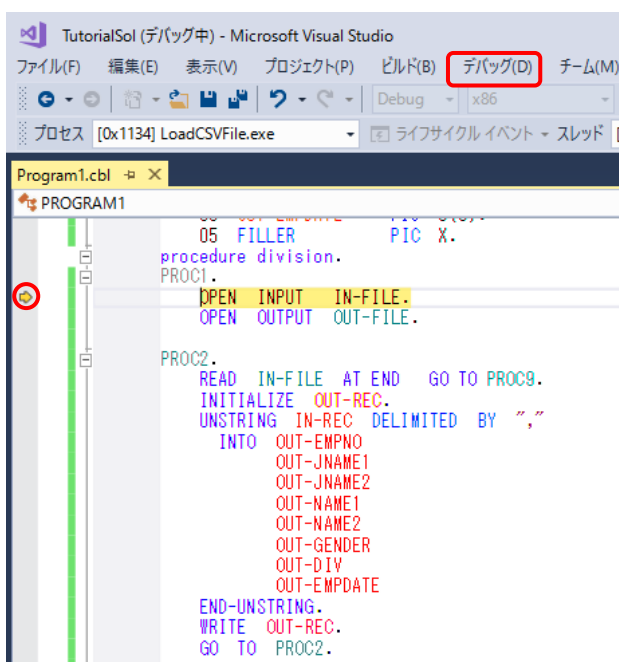 TutorialSol (デバッグ中) - Microsoft Visual Studio
ファイル(F) 編集(E) 表示(V) プロジェクト(P) ビルド(B) デバッグ(D) チーム(M)
Debug x86
プロセス [0x1134] LoadCSVFile.exe ライフサイクル イベント スレッド
Program1.cbl
PROGRAM1
05 FILLER PIC X.
procedure division.
PROC1.
OPEN INPUT IN-FILE.
OPEN OUTPUT OUT-FILE.
PROC2.
READ IN-FILE AT END GO TO PROC9.
INITIALIZE OUT-REC.
UNSTRING IN-REC DELIMITED BY ","
INTO OUT-EMPNO
OUT-JNAME1
OUT-JNAME2
OUT-NAME1
OUT-NAME2
OUT-GENDER
OUT-DIV
OUT-EMPDATE
END-UNSTRING.
WRITE OUT-REC.
GO TO PROC2.